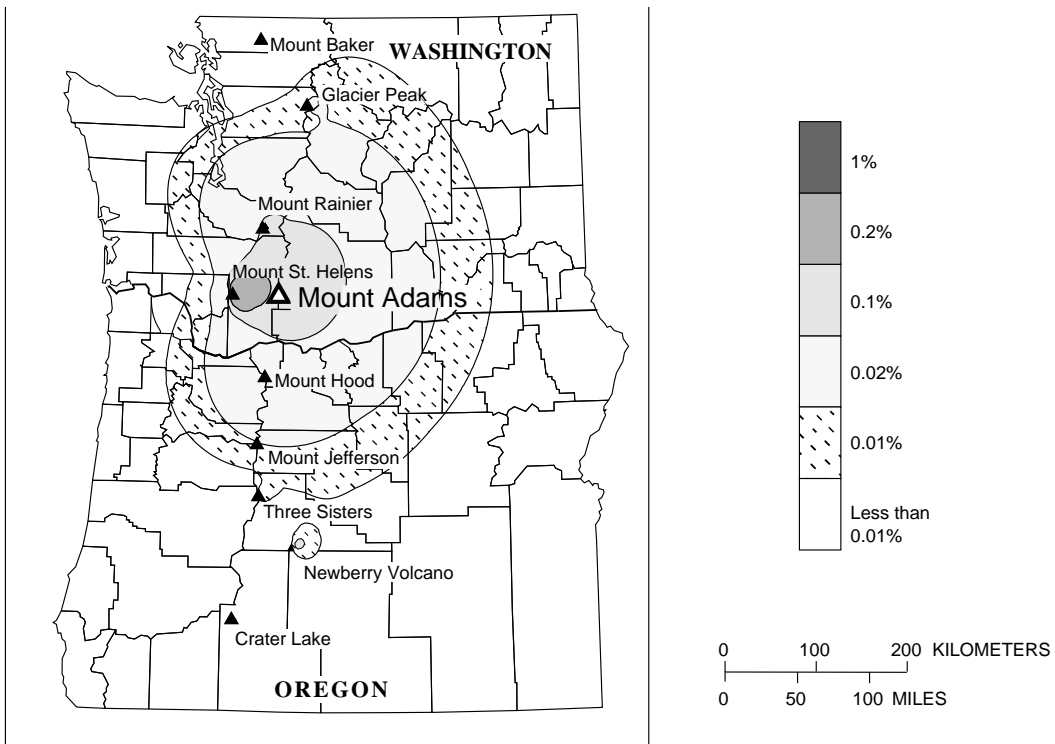 Mount Baker
WASHINGTON
Glacier Peak
Mount Rainier
Mount St. Helens
Mount Adams
Mount Hood
Mount Jefferson
Three Sisters
Newberry Volcano
Crater Lake
OREGON
1%
0.2%
0.1%
0.02%
0.01%
Less than
0.01%
0 100 200 KILOMETERS
0 50 100 MILES